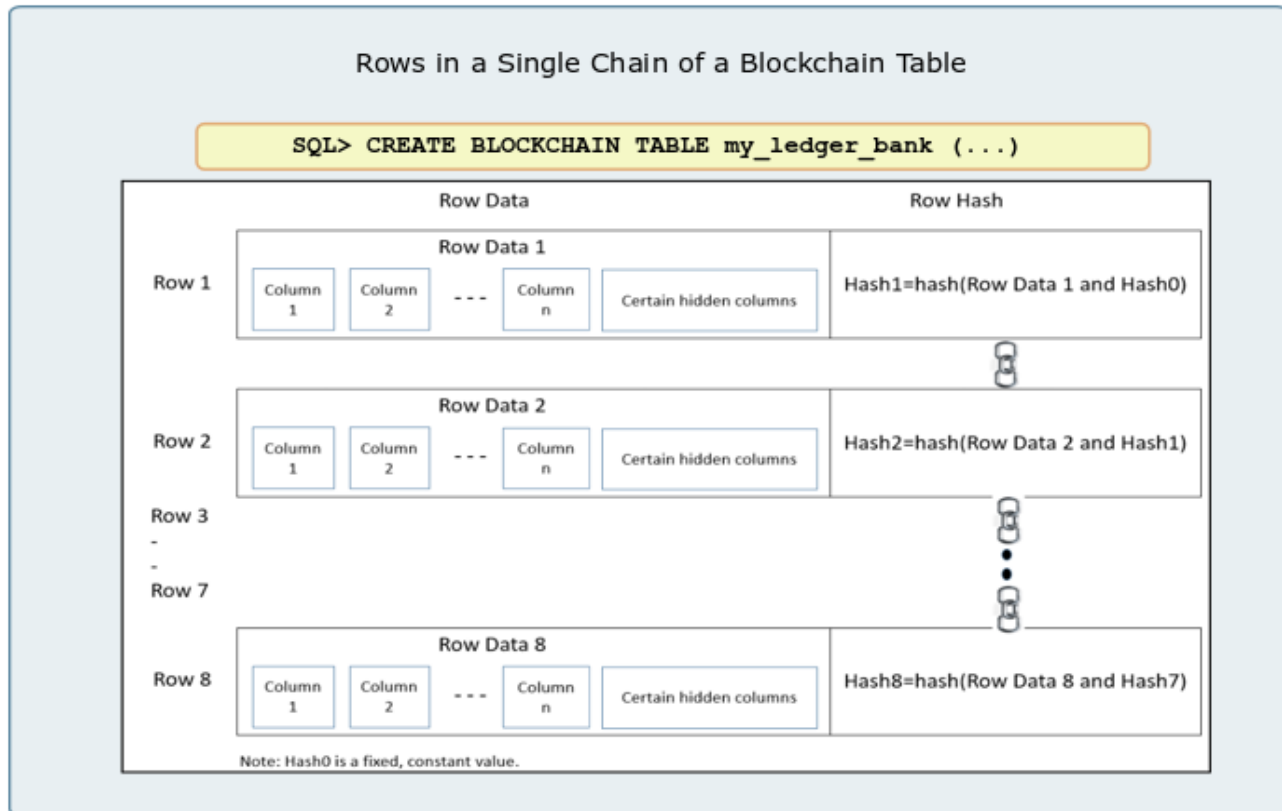 Rows in a Single Chain of a Blockchain Table
SQL> CREATE BLOCKCHAIN TABLE my_ledger_bank (...)
Row Data Row Hash
Row Data 1
Row 1
Column
1
Column
2
- - -
Column
n
Certain hidden columns
Hash1=hash(Row Data 1 and Hash0)
Row Data 2
Row 2
Column
1
Column
2
- - -
Column
n
Certain hidden columns
Hash2=hash(Row Data 2 and Hash1)
Row 3
-
-
Row 7
Row Data 8
Row 8
Column
1
Column
2
- - -
Column
n
Certain hidden columns
Hash8=hash(Row Data 8 and Hash7)
Note: Hash0 is a fixed, constant value.